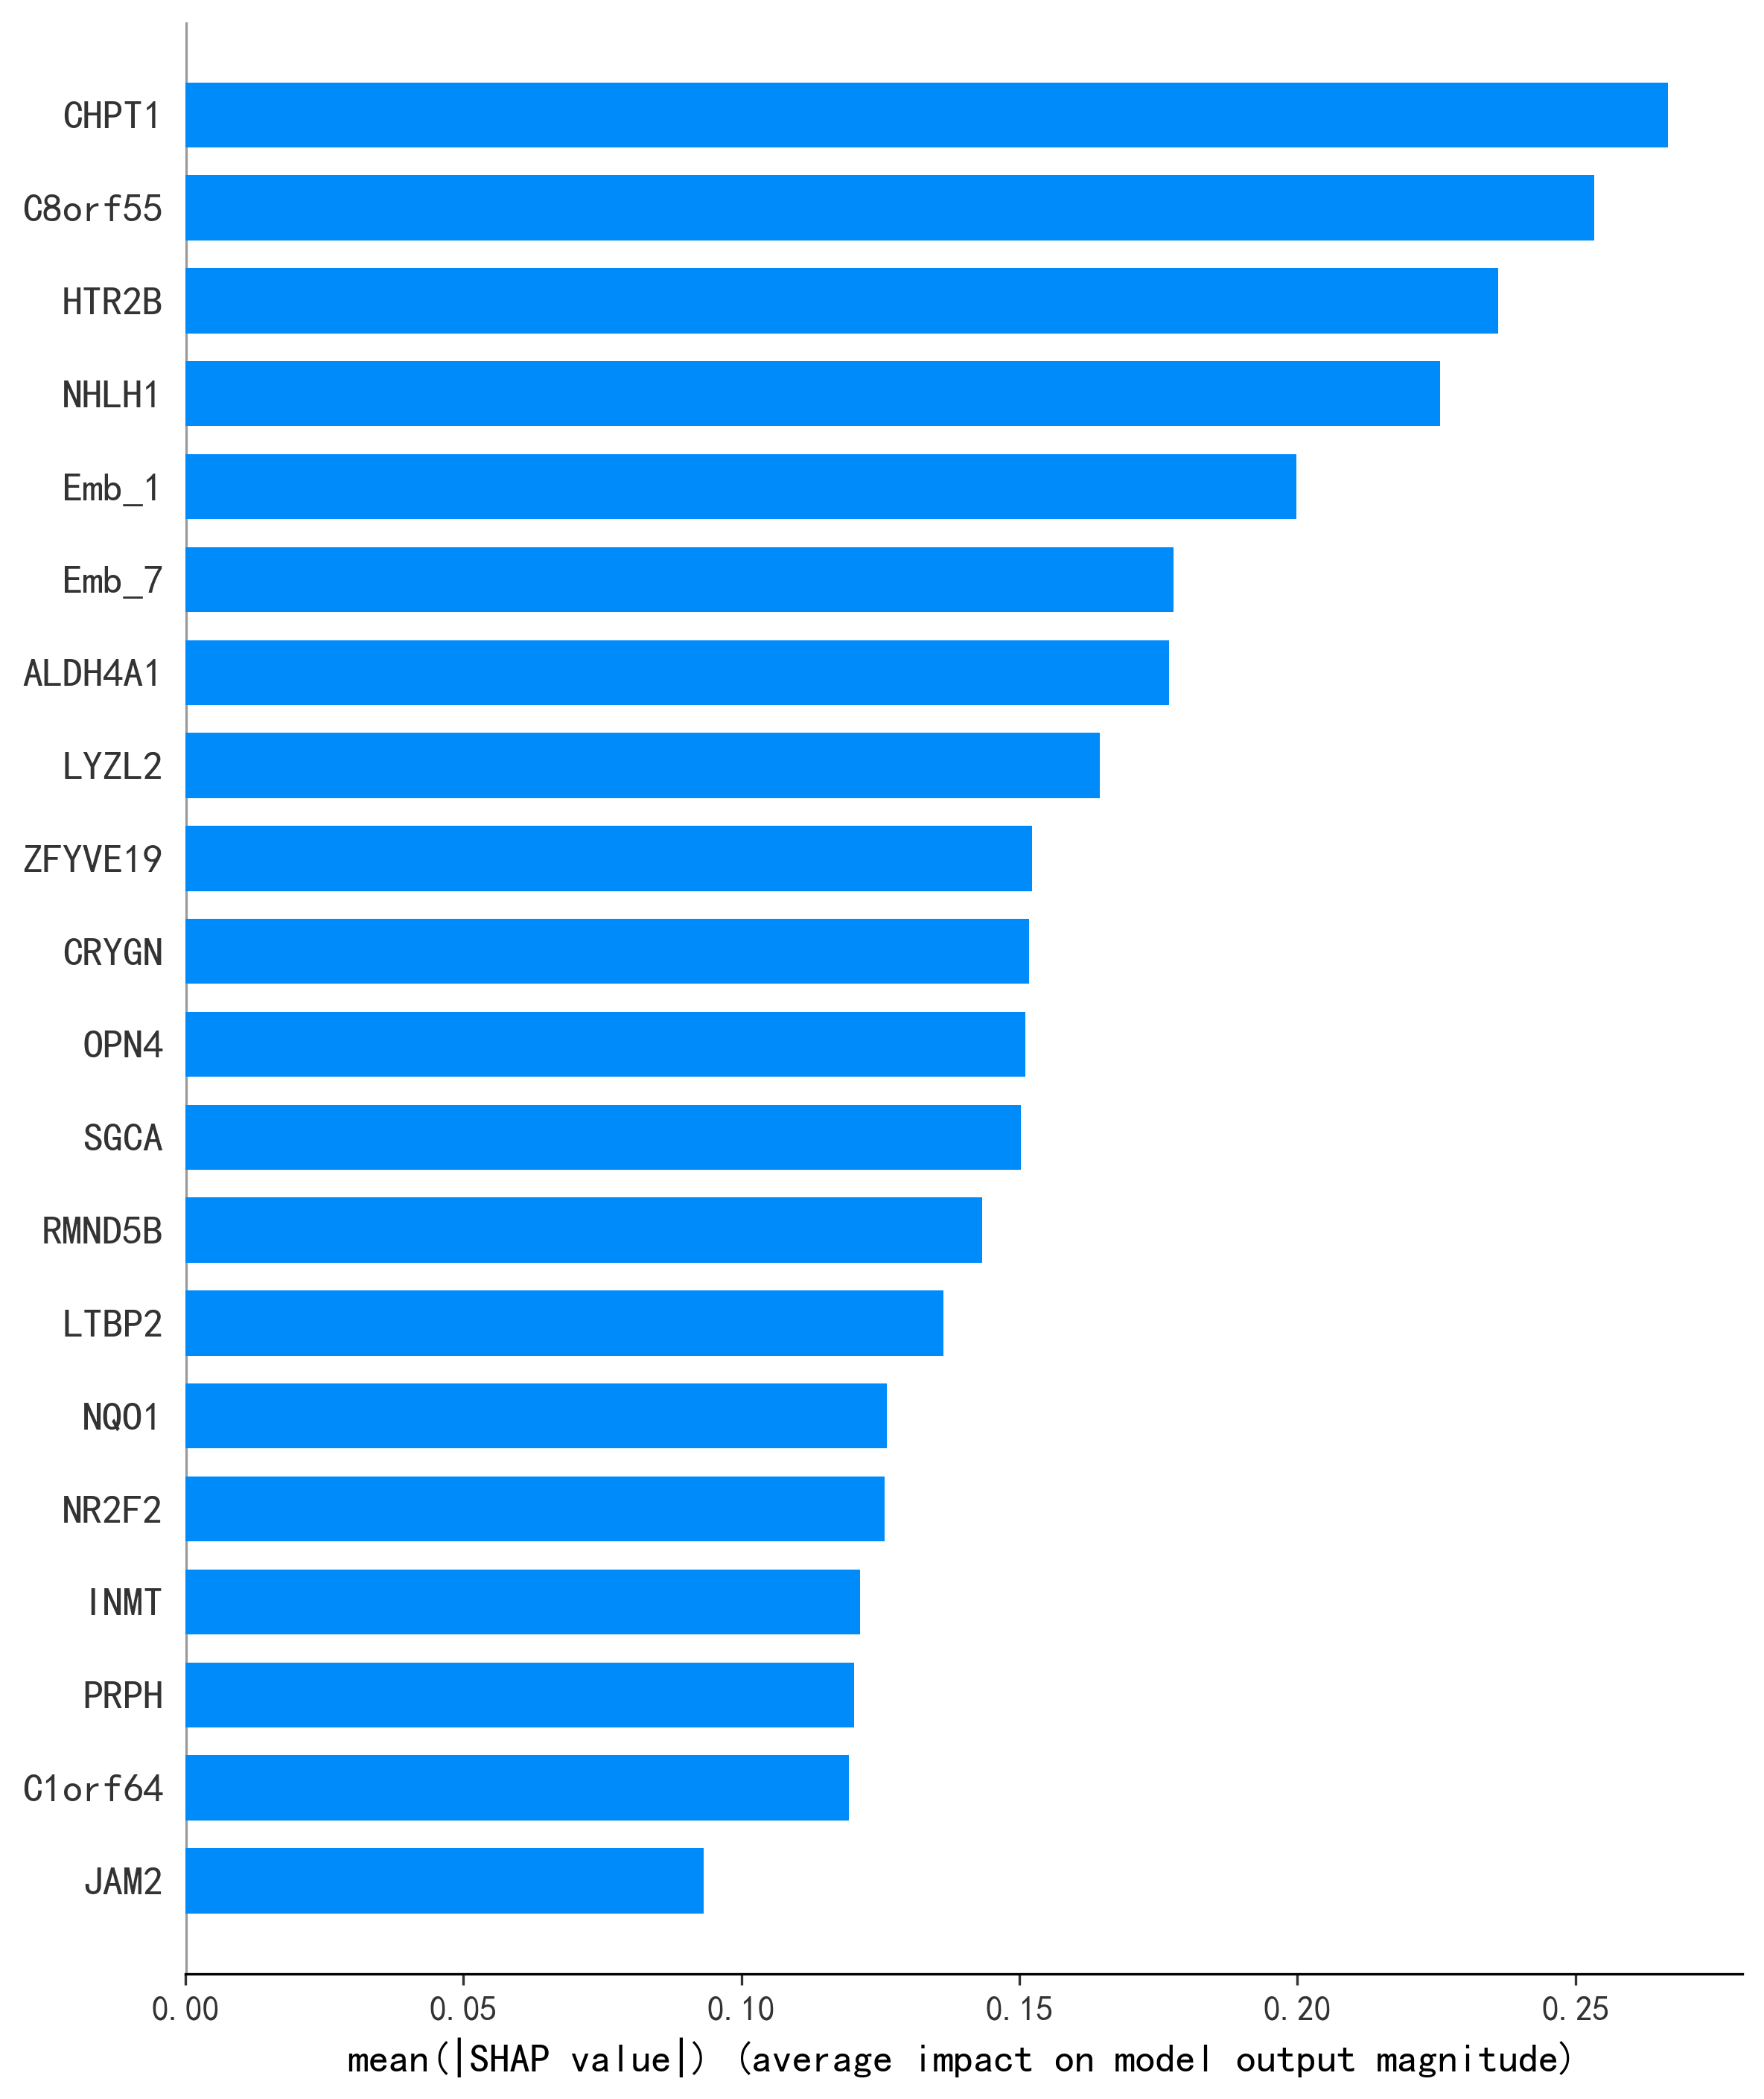 CHPT1
C8orf55
HTR2B
NHLH1
Emb_1
Emb_7
ALDH4A1
LYZL2
ZFYVE19
CRYGN
OPN4
SGCA
RMND5B
LTBP2
NQO1
NR2F2
INMT
PRPH
C1orf64
JAM2
0.00 0.05 0.10 0.15 0.20 0.25
mean(|SHAP value|) (average impact on model output magnitude)